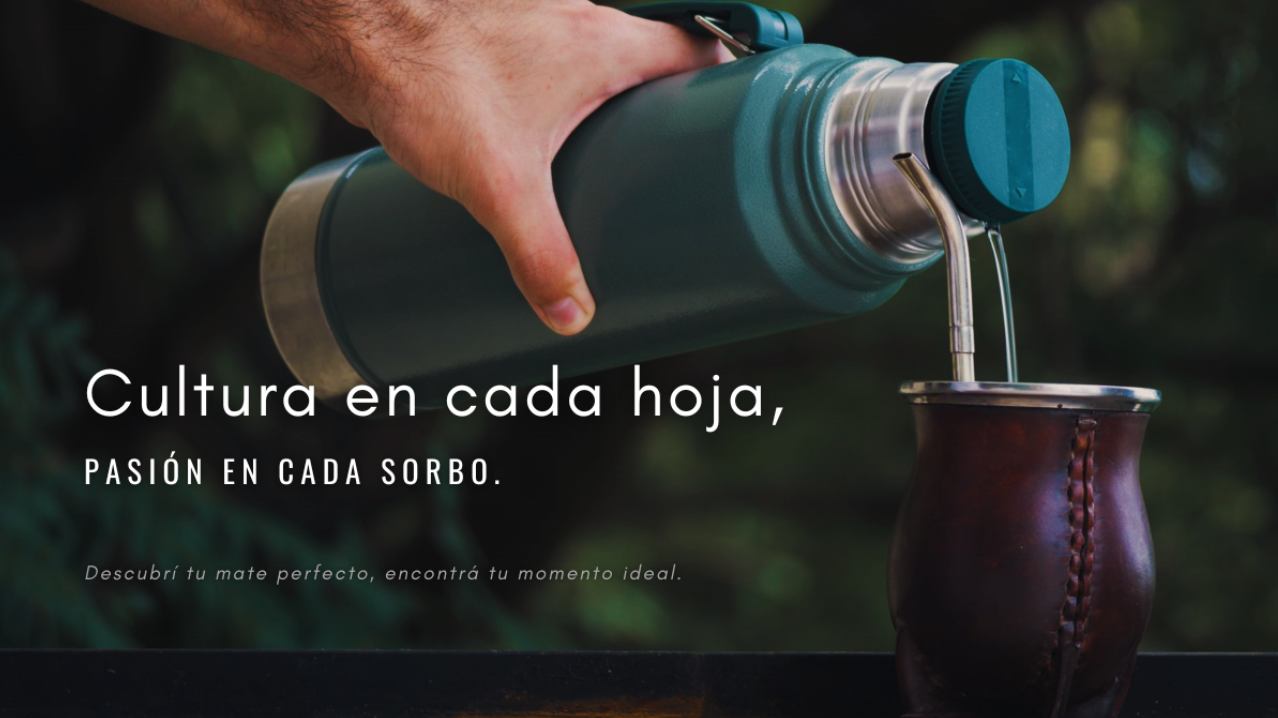 Cultura en cada hoja,
PASIÓN EN CADA SORBO.
Descubrí tu mate perfecto, encontrá tu momento ideal.